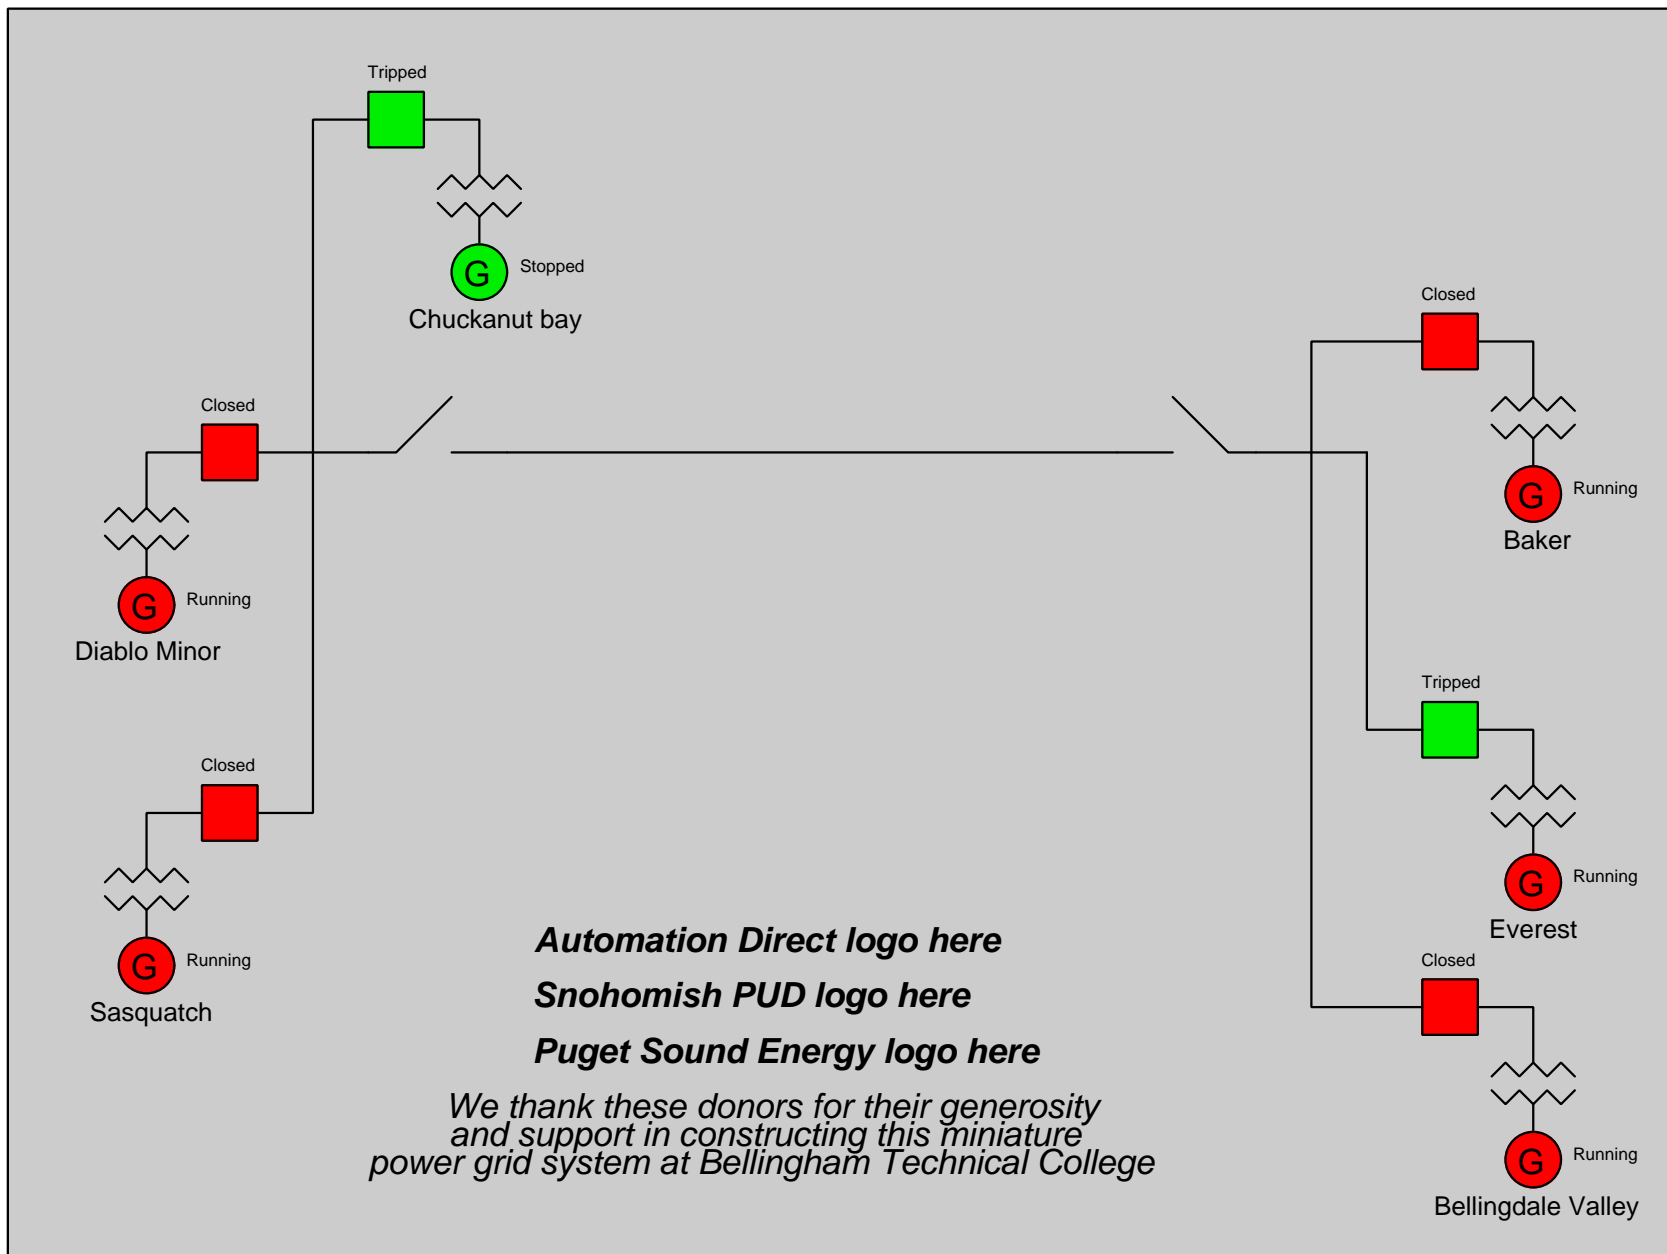 Tripped
G
Stopped
Chuckanut bay
Closed
G
Running
Baker
Closed
G
Running
Diablo Minor
Tripped
G
Running
Everest
Closed
G
Running
Sasquatch
Automation Direct logo here
Snohomish PUD logo here
Puget Sound Energy logo here
We thank these donors for their generosity
and support in constructing this miniature
power grid system at Bellingham Technical College
Closed
G
Running
Bellingdale Valley